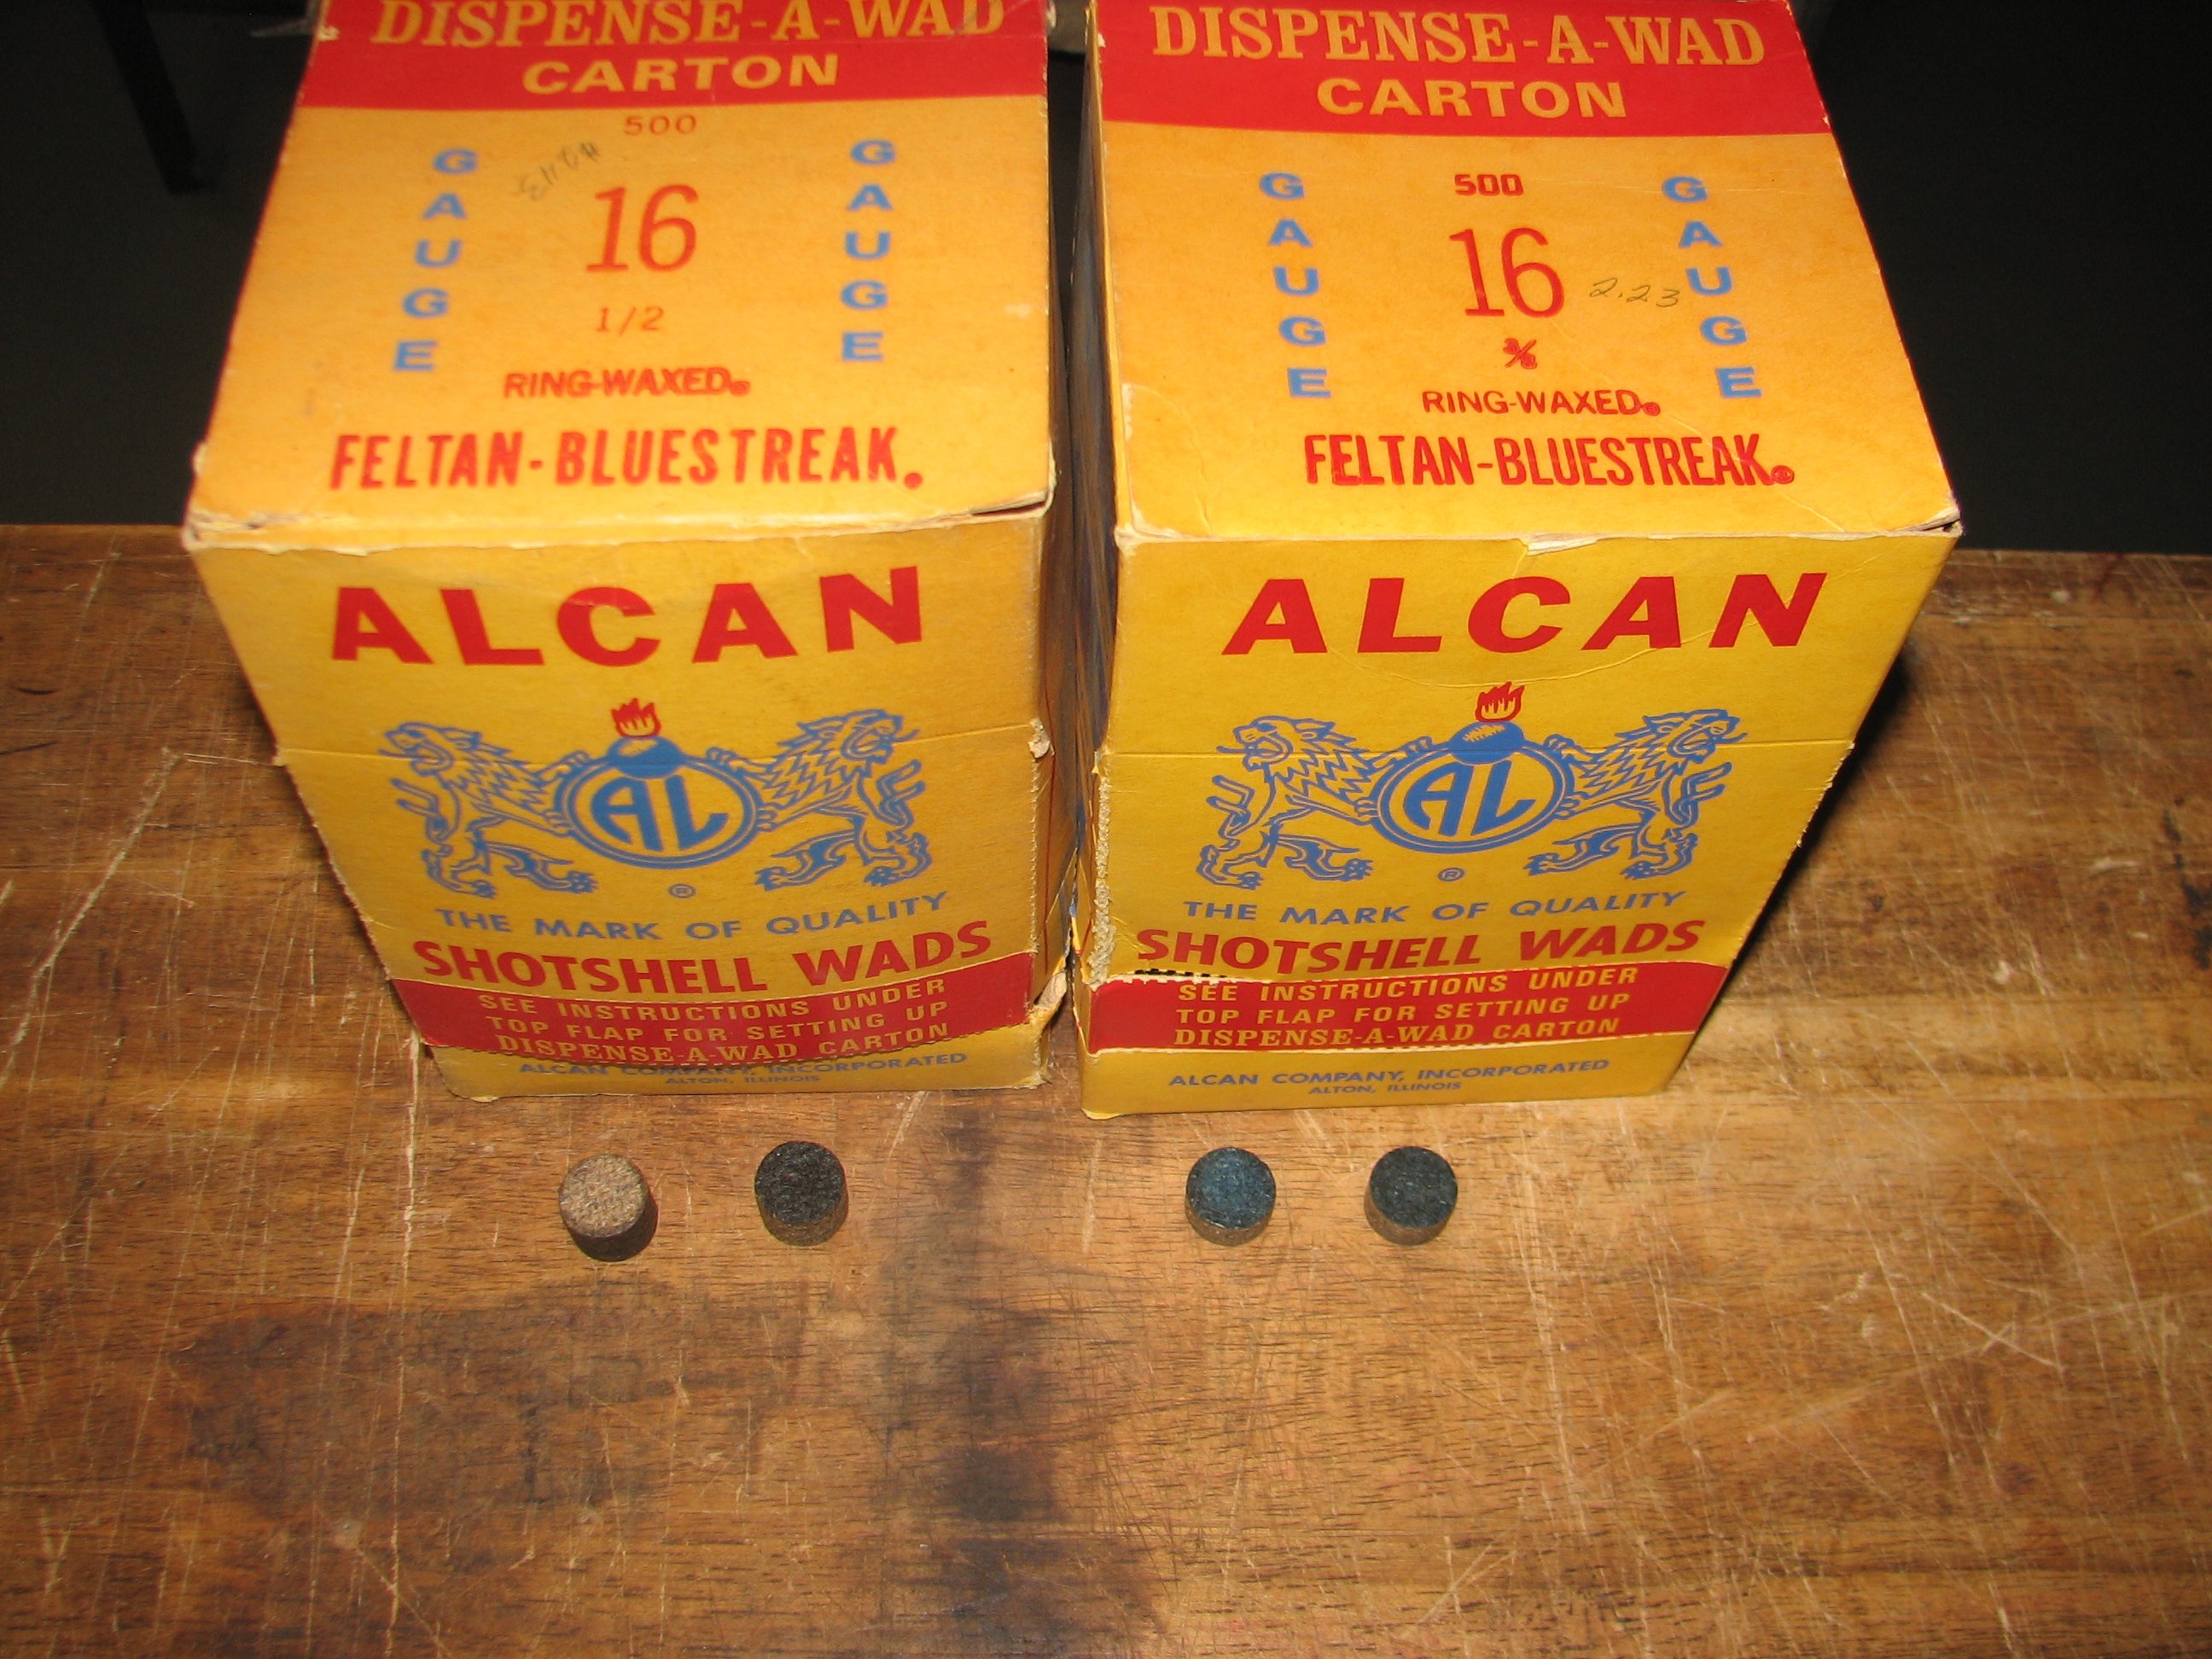 DISPENSE-A-WAD
CARTON
500
GAUGE
16
GAUGE
1/2
RING-WAXED®
FELTAN-BLUESTREAK®
ALCAN
AL
®
THE MARK OF QUALITY
SHOTSHELL WADS
SEE INSTRUCTIONS UNDER
TOP FLAP FOR SETTING UP
DISPENSE-A-WAD CARTON
ALCAN COMPANY, INCORPORATED
ALTON, ILLINOIS
DISPENSE-A-WAD
CARTON
500
GAUGE
16
2.23
GAUGE
3/8
RING-WAXED®
FELTAN-BLUESTREAK®
ALCAN
AL
®
THE MARK OF QUALITY
SHOTSHELL WADS
SEE INSTRUCTIONS UNDER
TOP FLAP FOR SETTING UP
DISPENSE-A-WAD CARTON
ALCAN COMPANY, INCORPORATED
ALTON, ILLINOIS